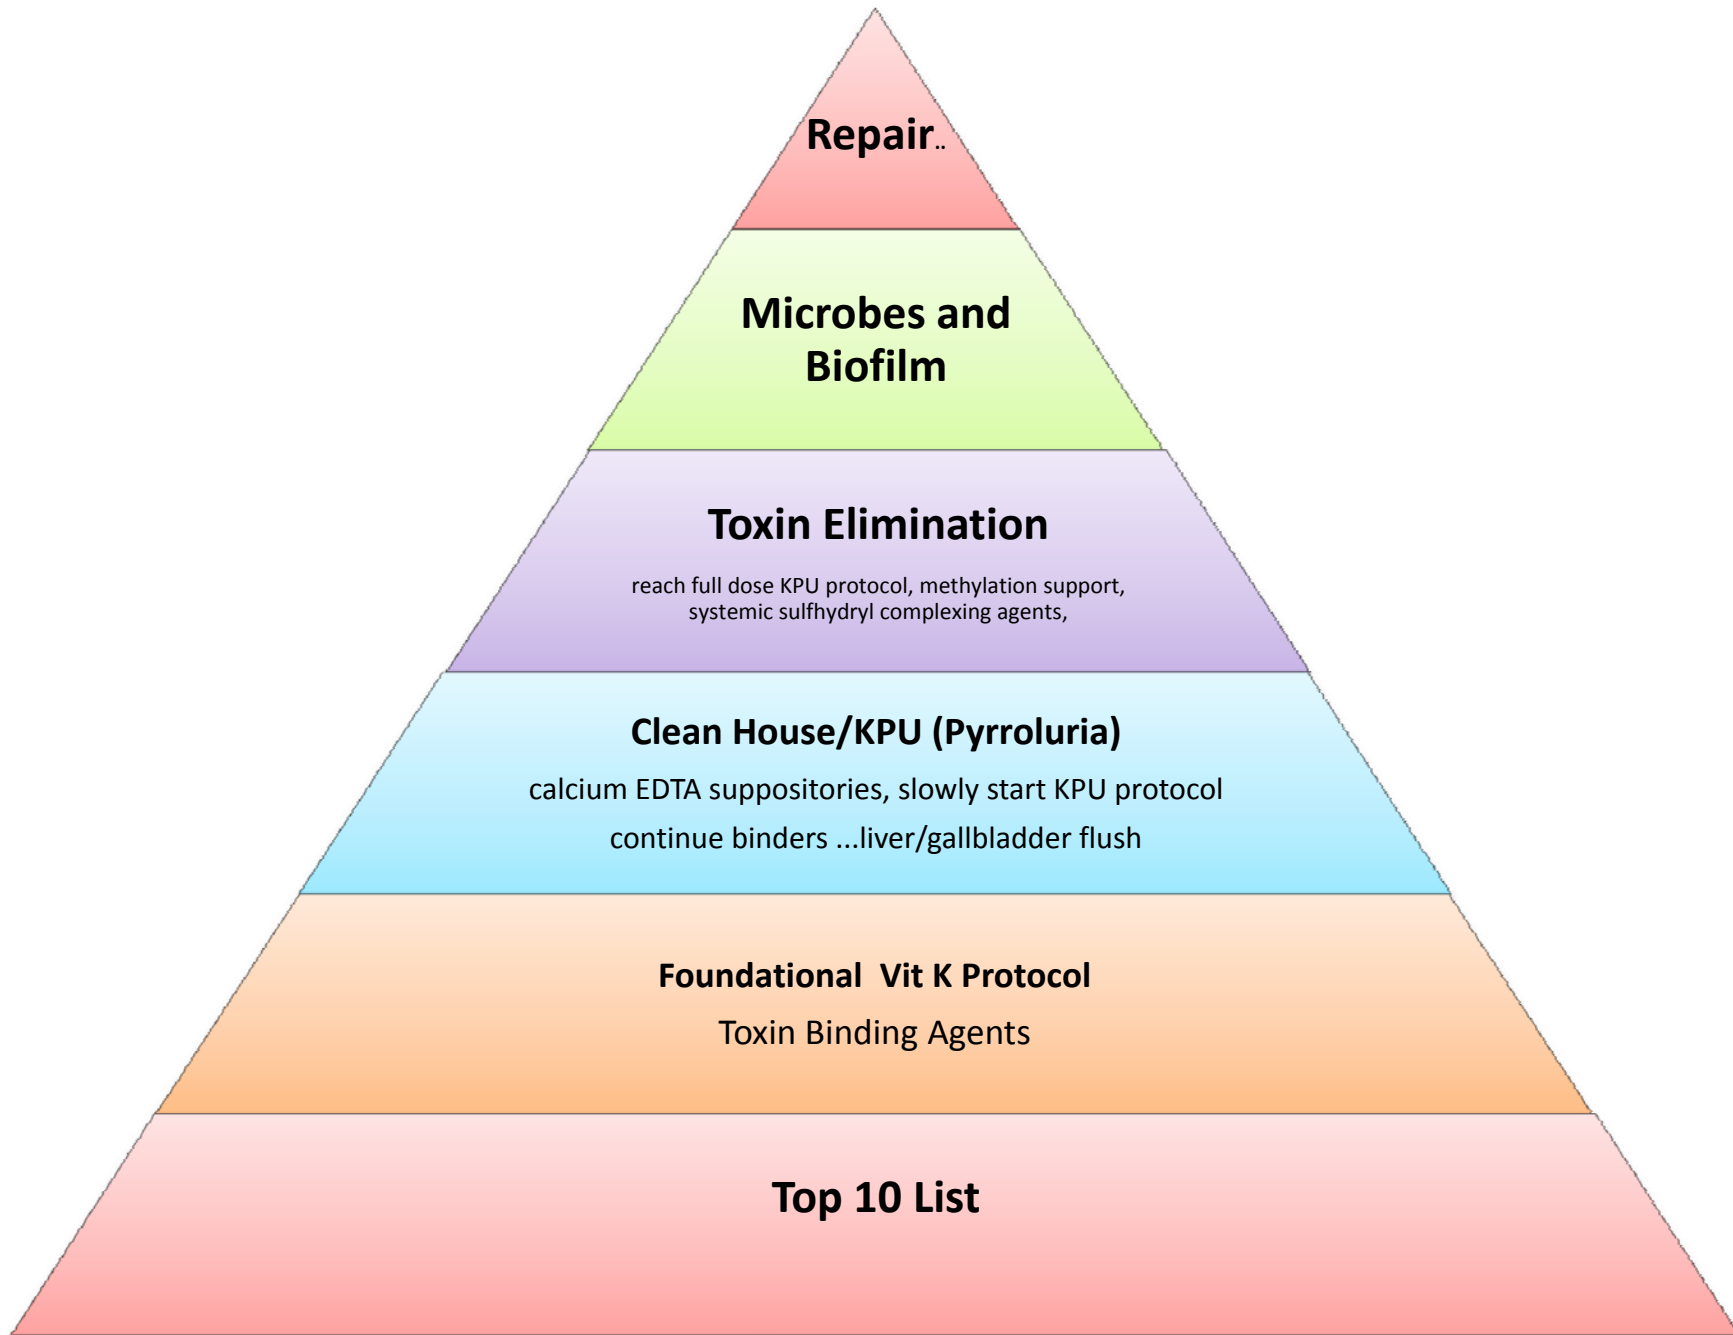 Repair..
Microbes and
Biofilm
Toxin Elimination
reach full dose KPU protocol, methylation support,
systemic sulfhydryl complexing agents,
Clean House/KPU (Pyrroluria)
calcium EDTA suppositories, slowly start KPU protocol
continue binders ...liver/gallbladder flush
Foundational  Vit K Protocol
Toxin Binding Agents
Top 10 List